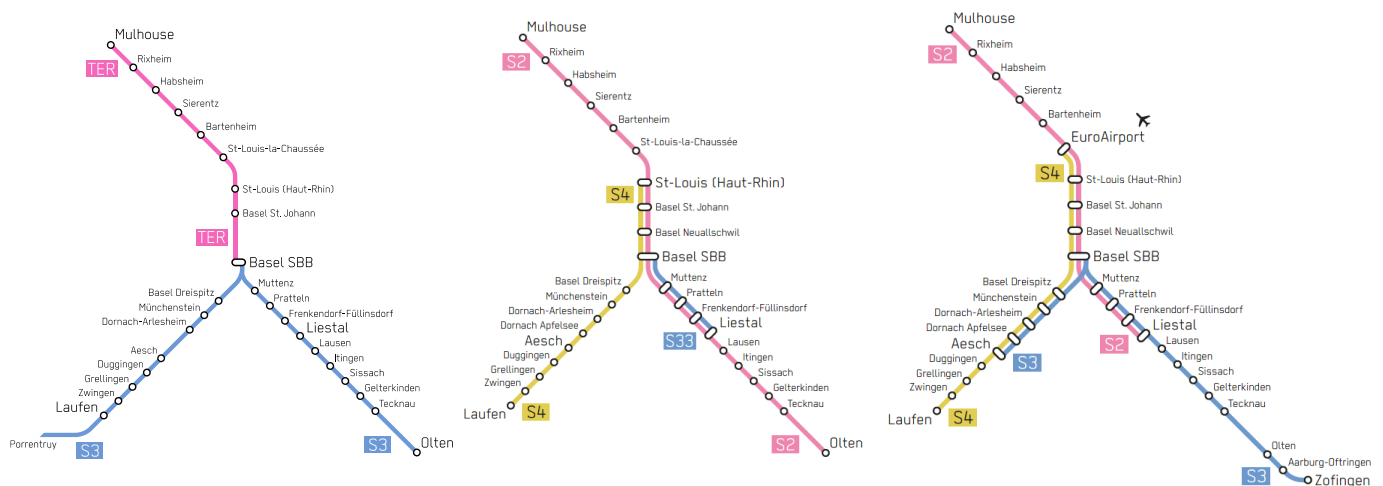 Mulhouse
TER
Rixheim
Habsheim
Sierentz
Bartenheim
St-Louis-la-Chaussée
St-Louis (Haut-Rhin)
Basel St. Johann
TER
Basel SBB
Basel Dreispitz
Münchenstein
Dornach-Arlesheim
Aesch
Duggingen
Grellingen
Zwingen
Laufen
Porrentruy
S3
Muttenz
Pratteln
Frenkendorf-Füllinsdorf
Liestal
Lausen
Itingen
Sissach
Gelterkinden
Tecknau
S3
Olten
Mulhouse
S2
Rixheim
Habsheim
Sierentz
Bartenheim
St-Louis-la-Chaussée
St-Louis (Haut-Rhin)
S4
Basel St. Johann
Basel Neuallschwil
Basel SBB
Basel Dreispitz
Münchenstein
Dornach-Arlesheim
Dornach Apfelsee
Aesch
Duggingen
Grellingen
Zwingen
Laufen
S4
Muttenz
Pratteln
Frenkendorf-Füllinsdorf
Liestal
S33
Lausen
Itingen
Sissach
Gelterkinden
Tecknau
S2
Olten
Mulhouse
S2
Rixheim
Habsheim
Sierentz
Bartenheim
EuroAirport
S4
St-Louis (Haut-Rhin)
Basel St. Johann
Basel Neuallschwil
Basel SBB
Basel Dreispitz
Münchenstein
Dornach-Arlesheim
Dornach Apfelsee
Aesch
S3
Duggingen
Grellingen
Zwingen
Laufen
S4
Muttenz
Pratteln
Frenkendorf-Füllinsdorf
Liestal
S2
Lausen
Itingen
Sissach
Gelterkinden
Tecknau
Olten
Aarburg-Oftringen
S3
Zofingen